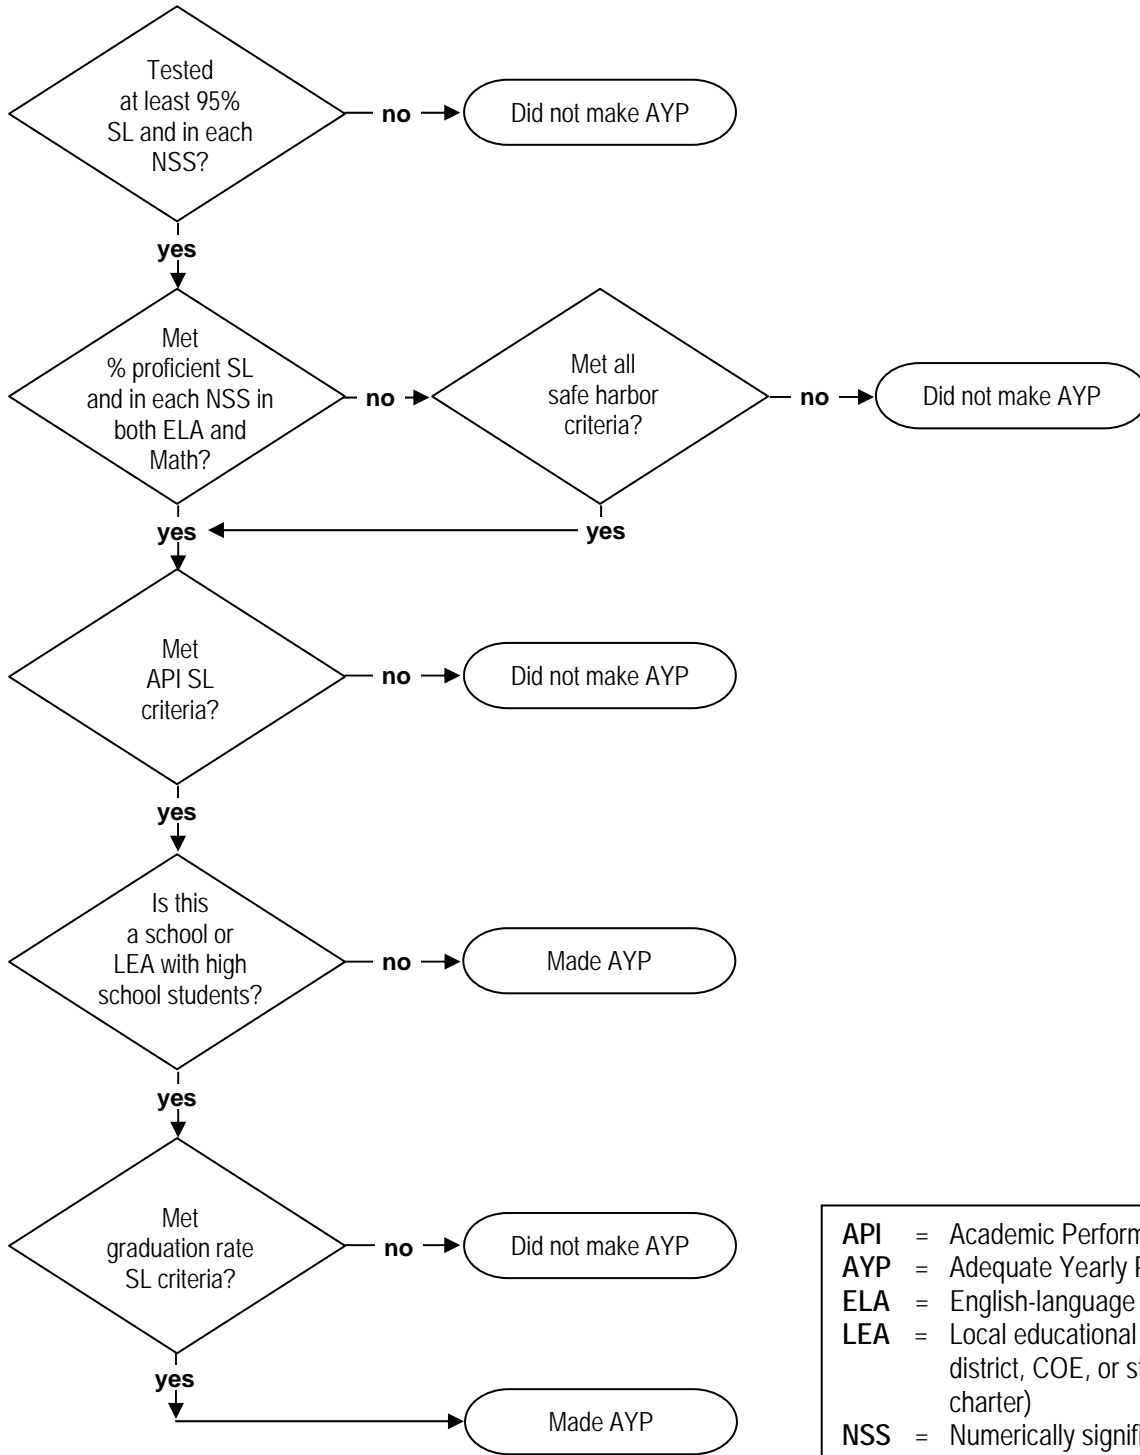 Tested
at least 95%
SL and in each
NSS?
no
Did not make AYP
yes
Met
% proficient SL
and in each NSS in
both ELA and
Math?
no
Met all
safe harbor
criteria?
no
Did not make AYP
yes
yes
Met
API SL
criteria?
no
Did not make AYP
yes
Is this
a school or
LEA with high
school students?
no
Made AYP
yes
Met
graduation rate
SL criteria?
no
Did not make AYP
yes
Made AYP
API = Academic
AYP = Adequate Yearly
ELA = English-language
LEA = Local educational
district, COE, or
charter)
NSS = Numerically